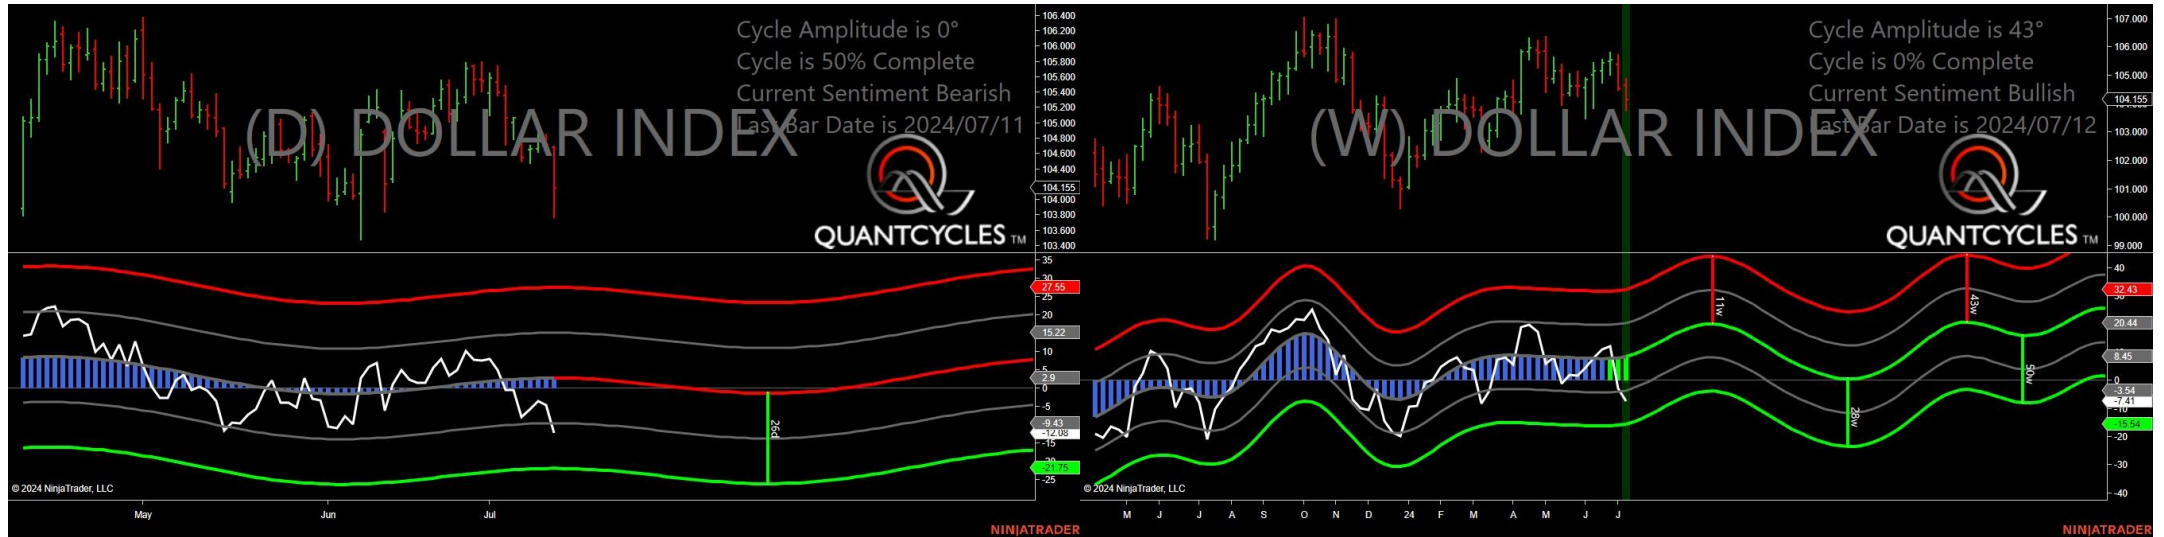 Cycle Amplitude is 0°
Cycle is 50% Complete
Current Sentiment Bearish
Last Bar Date is 2024/07/11
(D) DOLLAR INDEX
QUANTCYCLES TM
106.400
106.200
106.000
105.800
105.600
105.400
105.200
105.000
104.800
104.600
104.400
104.155
104.000
103.800
103.600
103.400
35
30
27.55
25
20
15.22
10
5
2.9
0
-5
-9.43
-12.08
-15
-21.75
-25
26d
© 2024 NinjaTrader, LLC
May
Jun
Jul
NINJATRADER
Cycle Amplitude is 43°
Cycle is 0% Complete
Current Sentiment Bullish
Last Bar Date is 2024/07/12
(W) DOLLAR INDEX
QUANTCYCLES TM
107.000
106.000
105.000
104.155
103.000
102.000
101.000
100.000
99.000
40
32.43
30
20.44
8.45
0
-3.54
-7.41
-10
-15.54
-20
-30
-40
11w
28w
43w
50w
© 2024 NinjaTrader, LLC
M J J A S O N D 24 F M A M J J
NINJATRADER